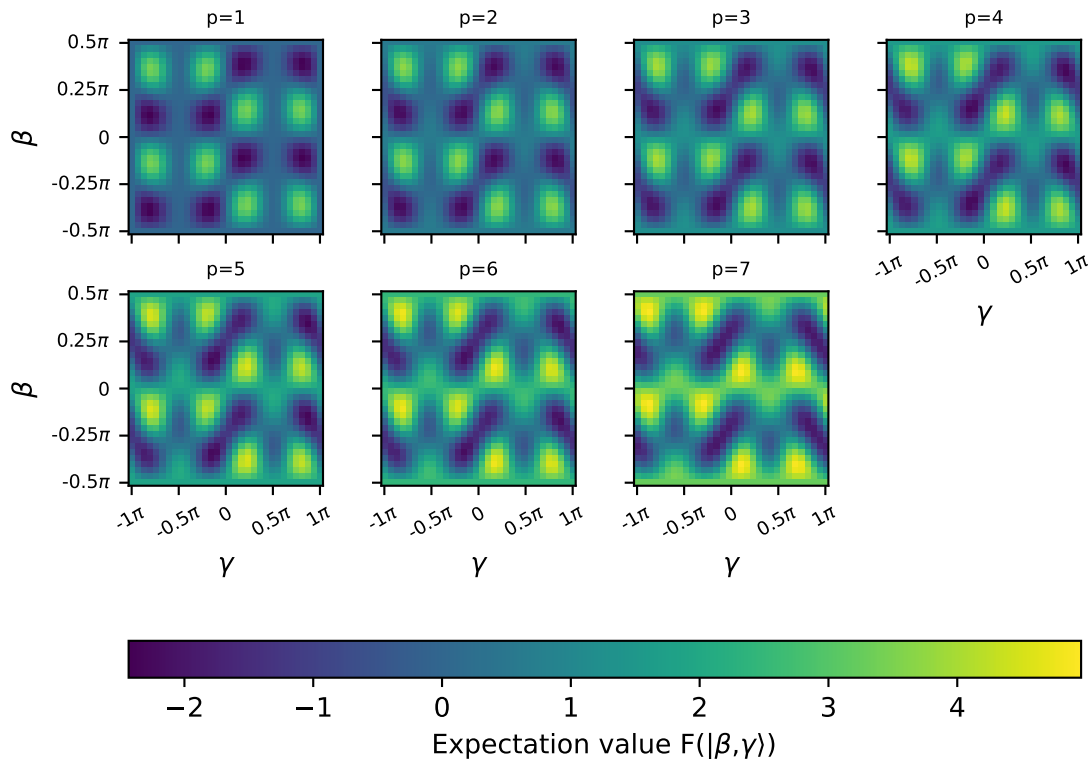 p=1 p=2 p=3 p=4
0.5π
0.25π
0
-0.25π
-0.5π
β
-1π -0.5π 0 0.5π 1π
γ
p=5 p=6 p=7
0.5π
0.25π
0
-0.25π
-0.5π
β
-1π -0.5π 0 0.5π 1π -1π -0.5π 0 0.5π 1π -1π -0.5π 0 0.5π 1π
γ γ γ
−2 −1 0 1 2 3 4
Expectation value F(|β,γ⟩)